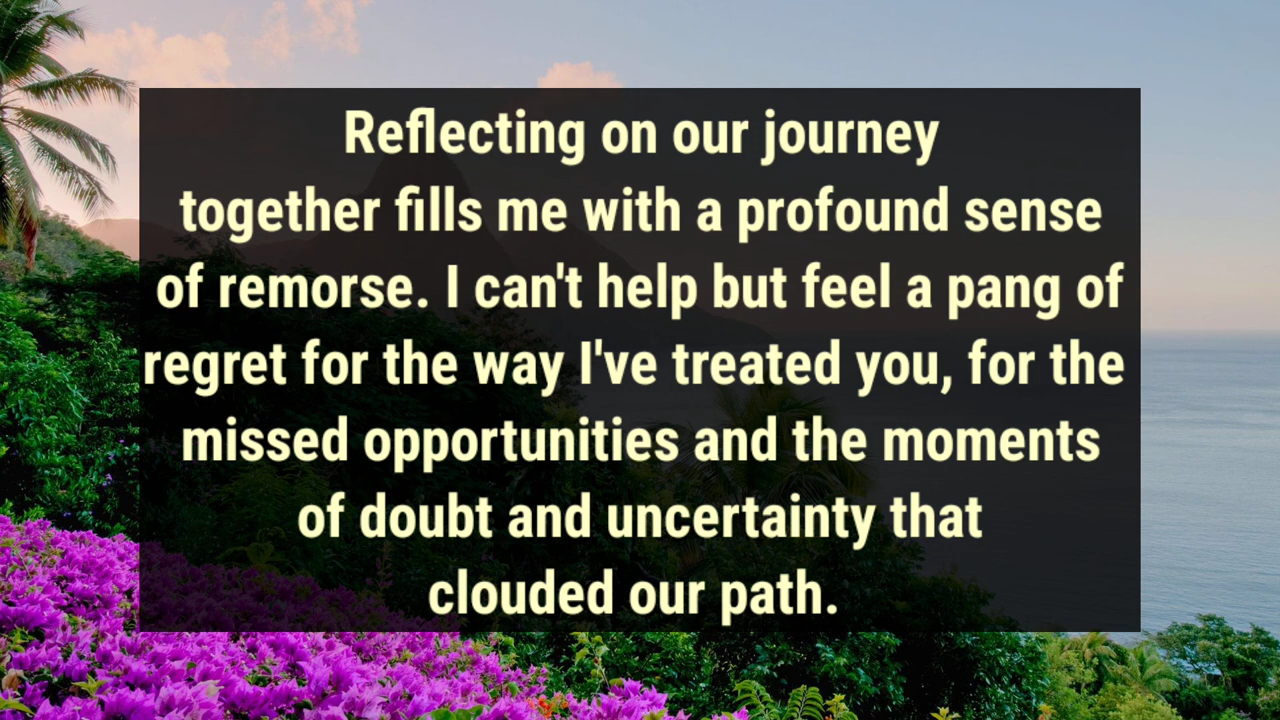 Reflecting on our journey
together fills me with a profound sense
of remorse. I can't help but feel a pang of
regret for the way I've treated you, for the
missed opportunities and the moments
of doubt and uncertainty that
clouded our path.